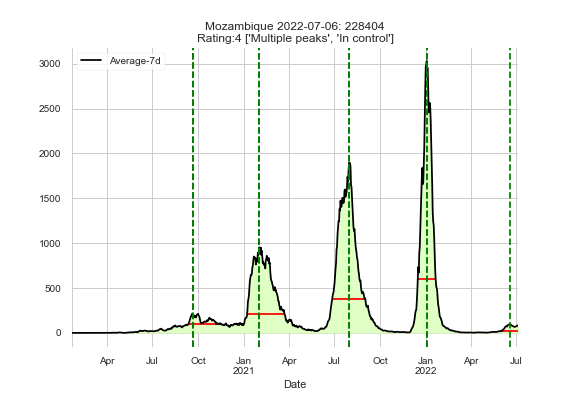 Mozambique 2022-07-06: 228404
Rating:4 ['Multiple peaks', 'In control']
Average-7d
3000
2500
2000
1500
1000
500
0
Apr Jul Oct Jan Apr Jul Oct Jan Apr Jul
2021 2022
Date